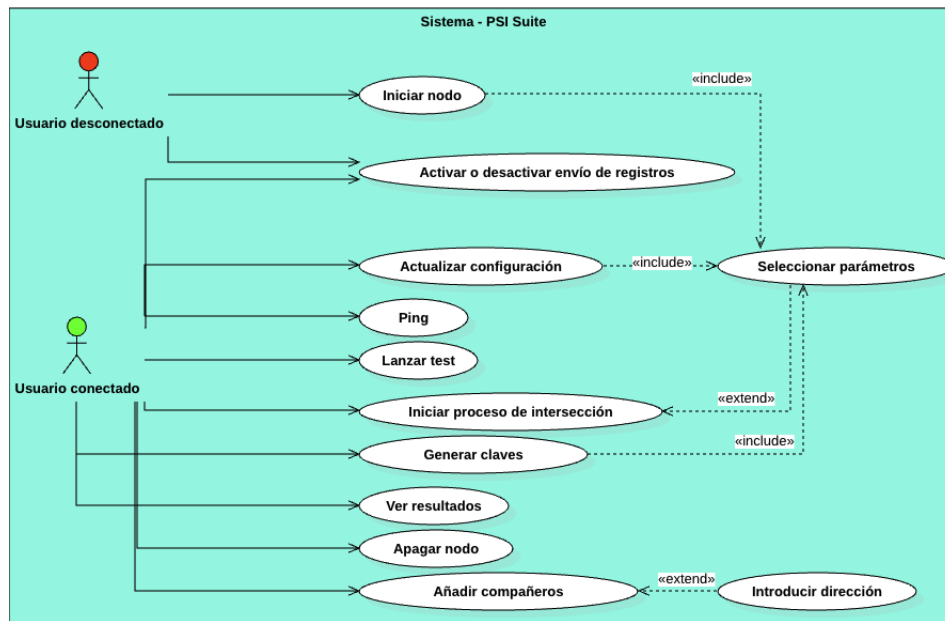 Sistema - PSI Suite
«include»
Iniciar nodo
Usuario desconectado
Activar o desactivar envío de registros
Actualizar configuración
«include»
Seleccionar parámetros
Ping
Lanzar test
Usuario conectado
«extend»
Iniciar proceso de intersección
«include»
Generar claves
Ver resultados
Apagar nodo
«extend»
Añadir compañeros
Introducir dirección